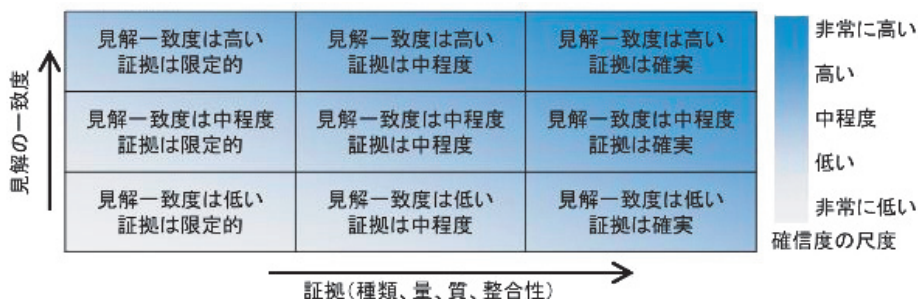 見解一致度は高い
証拠は限定的
見解一致度は高い
証拠は中程度
見解一致度は高い
証拠は確実
見解一致度は中程度
証拠は限定的
見解一致度は中程度
証拠は中程度
見解一致度は中程度
証拠は確実
見解一致度は低い
証拠は限定的
見解一致度は低い
証拠は中程度
見解一致度は低い
証拠は確実
見解の一致度
証拠(種類、量、質、整合性)
非常に高い
高い
中程度
低い
非常に低い
確信度の尺度